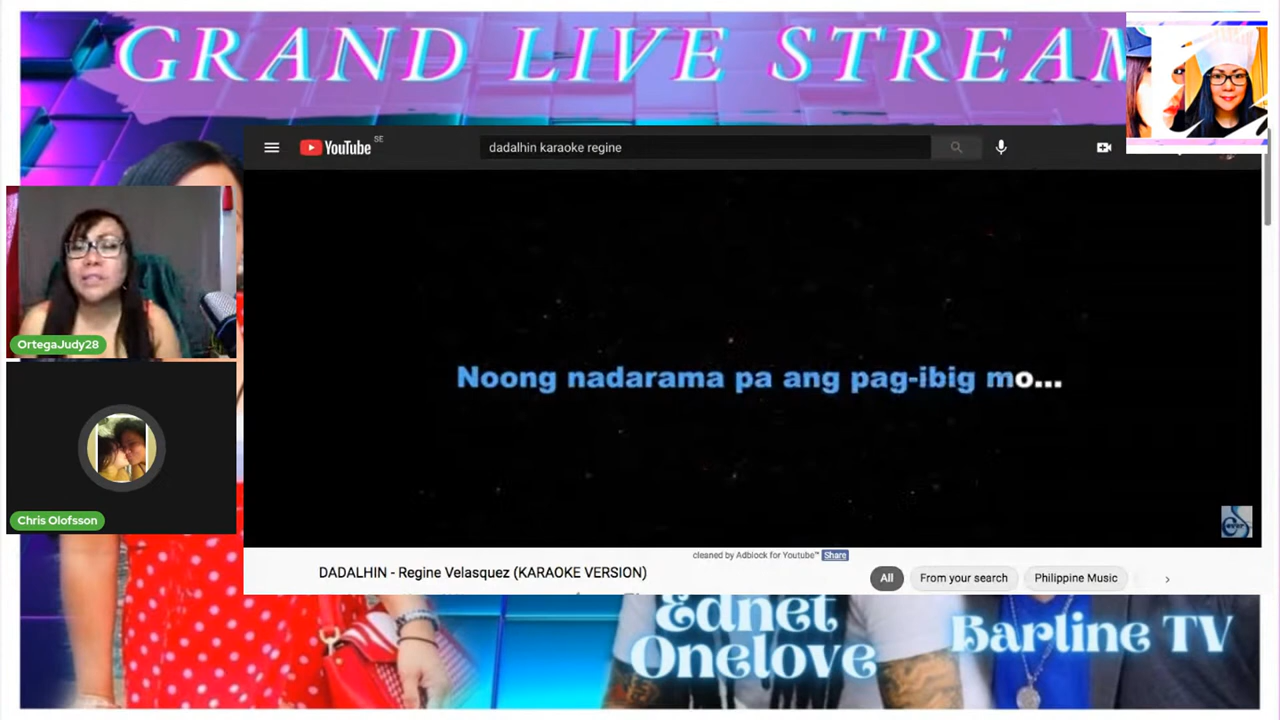 GRAND LIVE STREAM
YouTube SE
dadalhin karaoke regine
OrtegaJudy28
Noong nadarama pa ang pag-ibig mo...
Chris Olofsson
cleaned by Adblock for Youtube™ Share
DADALHIN - Regine Velasquez (KARAOKE VERSION)
All From your search Philippine Music
Ednet
Onelove
Barline TV